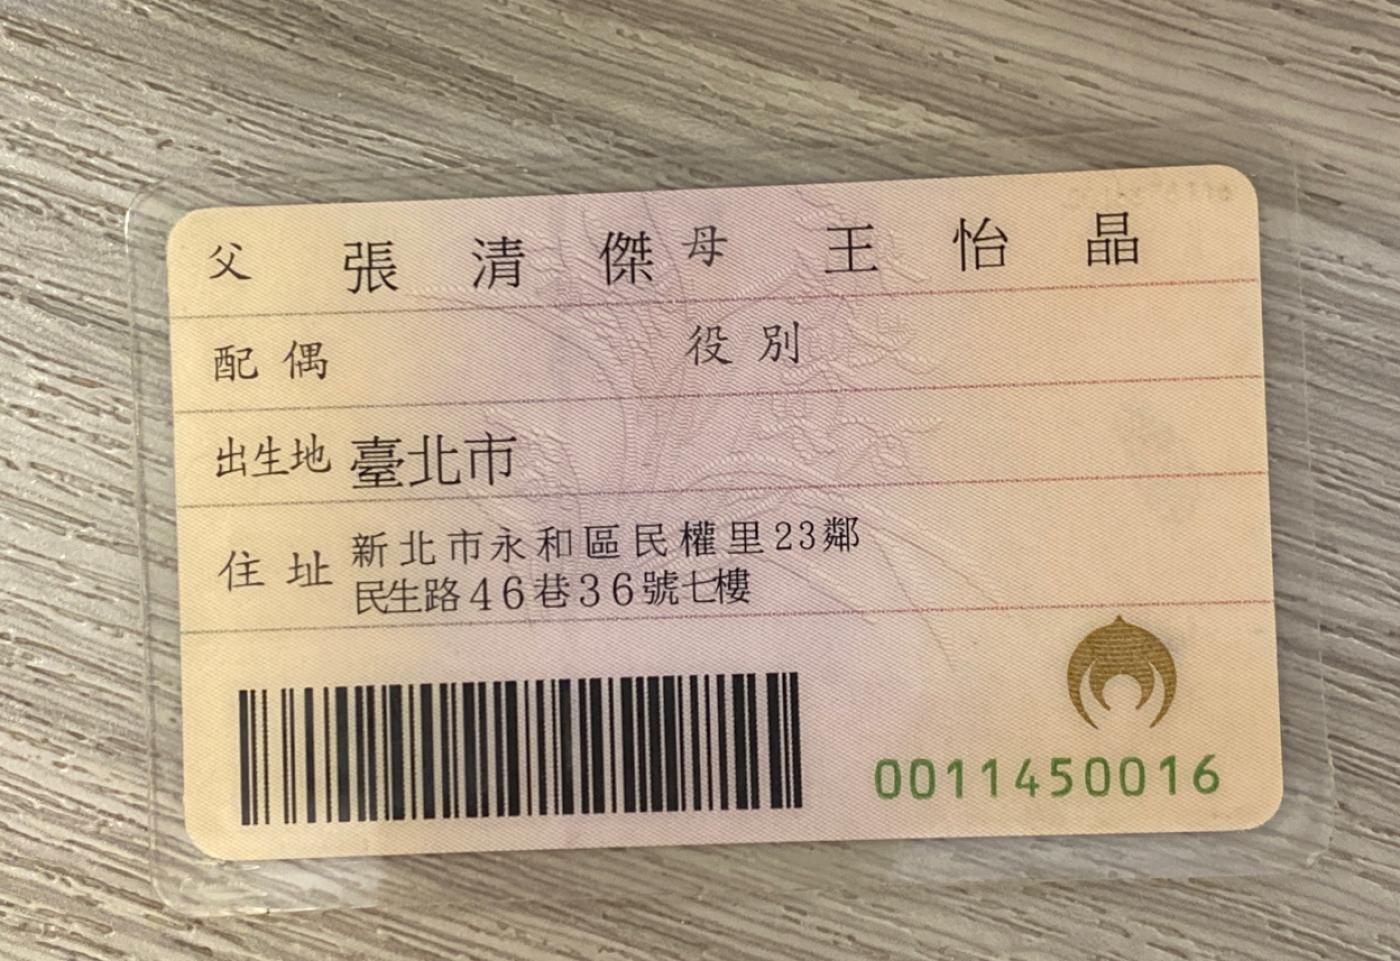 父 張清傑 母 王怡晶
配偶 役別
出生地 臺北市
住址 新北市永和區民權里23鄰
民生路46巷36號七樓
0011450016